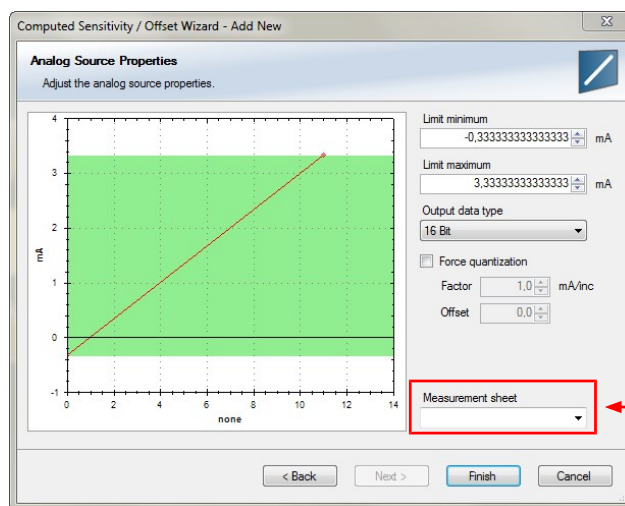 Computed Sensitivity / Offset Wizard - Add New
Analog Source Properties
Adjust the analog source properties.
4
3
2
1
0
-1
mA
0 2 4 6 8 10 12 14
none
Limit minimum
-0,333333333333333 mA
Limit maximum
3,33333333333333 mA
Output data type
16 Bit
Force quantization
Factor 1,0 mA/inc
Offset 0,0
Measurement sheet
< Back Next > Finish Cancel